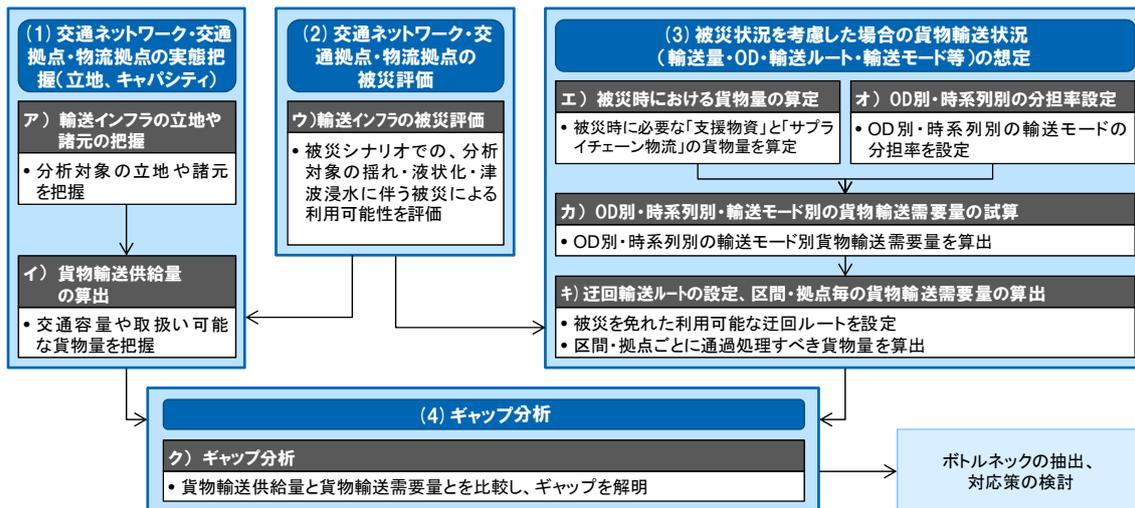 (1) 交通ネットワーク・交通
拠点・物流拠点の実態把
握(立地、キャパシティ)
ア) 輸送インフラの立地や
諸元の把握
• 分析対象の立地や諸元
を把握
イ) 貨物輸送供給量
の算出
• 交通容量や取扱い可能
な貨物量を把握
(2) 交通ネットワーク・交
通拠点・物流拠点の
被災評価
ウ)輸送インフラの被災評価
• 被災シナリオでの、分析
対象の揺れ・液状化・津
波浸水に伴う被災による
利用可能性を評価
(3) 被災状況を考慮した場合の貨物輸送状況
(輸送量・OD・輸送ルート・輸送モード等)の想定
エ) 被災時における貨物量の算定
• 被災時に必要な「支援物資」と「サプラ
イチェーン物流」の貨物量を算定
オ) OD別・時系列別の分担率設定
• OD別・時系列別の輸送モードの
分担率を設定
カ) OD別・時系列別・輸送モード別の貨物輸送需要量の試算
• OD別・時系列別の輸送モード別貨物輸送需要量を算出
キ) 迂回輸送ルートの設定、区間・拠点毎の貨物輸送需要量の算出
• 被災を免れた利用可能な迂回ルートを設定
• 区間・拠点ごとに通過処理すべき貨物量を算出
(4) ギャップ分析
ク) ギャップ分析
• 貨物輸送供給量と貨物輸送需要量とを比較し、ギャップを解明
ボトルネックの抽出、
対応策の検討